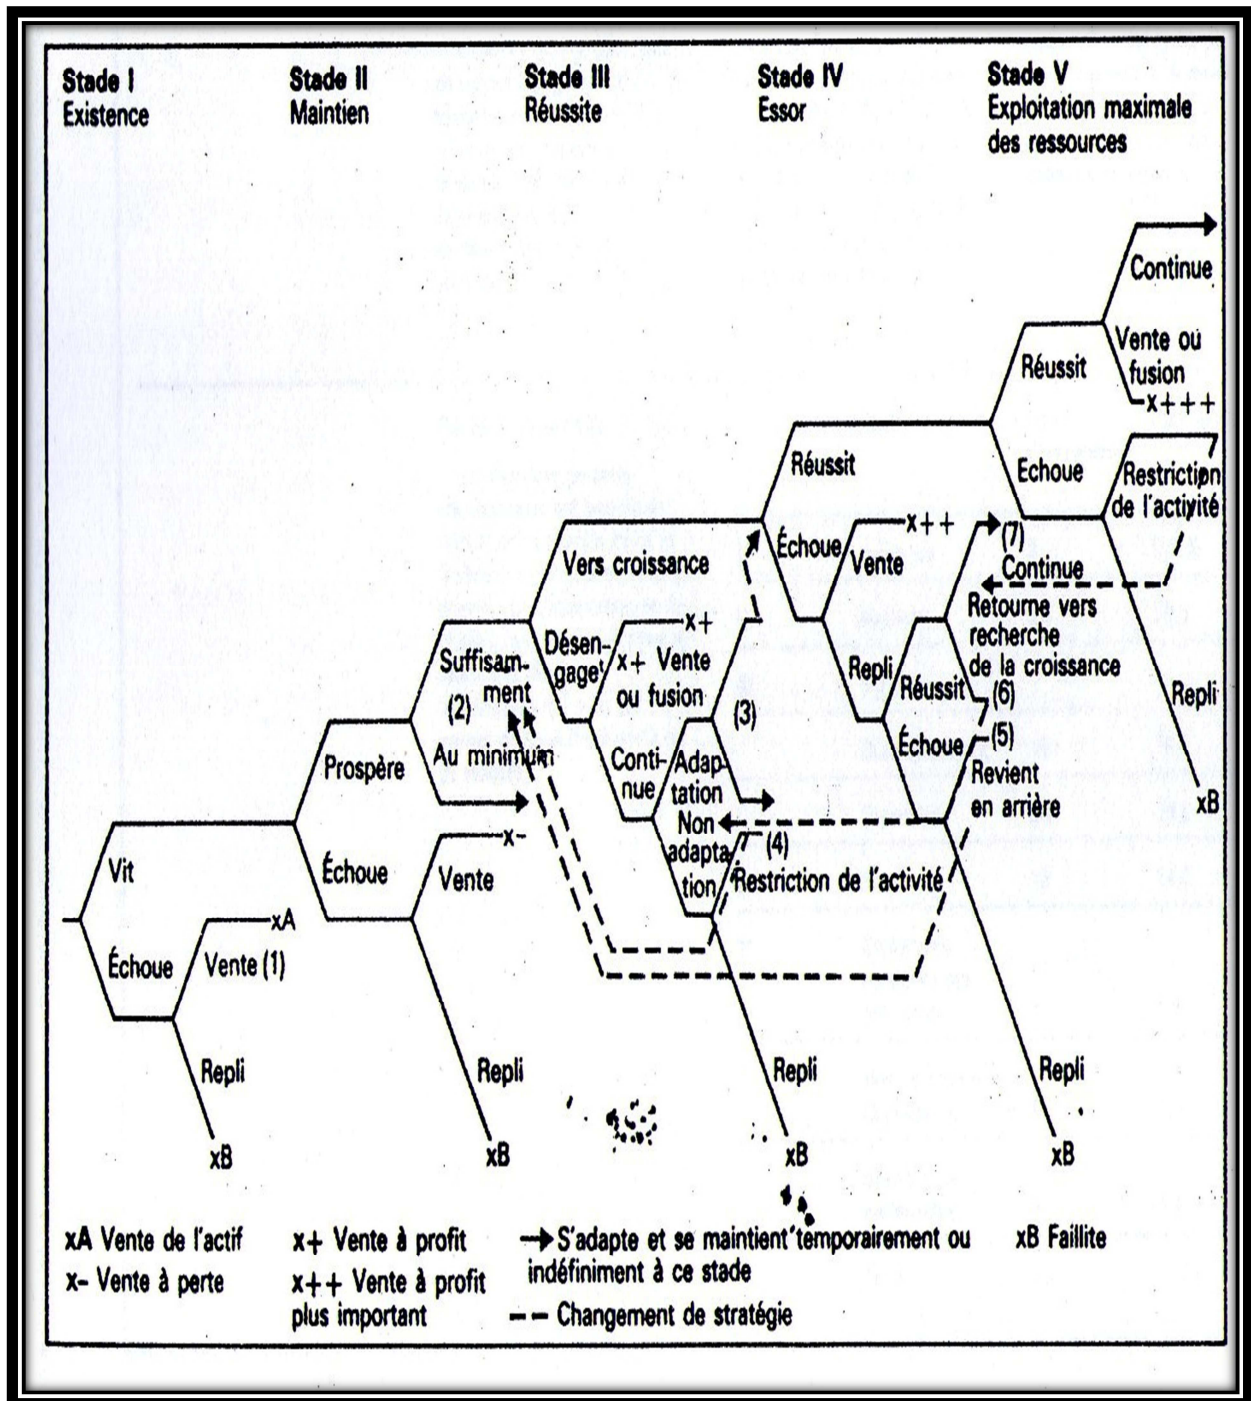 Stade I
Existence
Stade II
Maintien
Stade III
Réussite
Stade IV
Essor
Stade V
Exploitation maximale
des ressources
Continue
Vente ou
fusion
x+++
Réussit
Echoue
Restriction
de l'activité
Repli
xB
Réussit
Échoue
x++
Vente
(7)
Continue
Retourne vers
recherche
de la croissance
Repli
Réussit
(6)
Échoue
(5)
Revient
en arrière
Repli
xB
Vers croissance
Désen-
gaget
x+
x+ Vente
ou fusion
(3)
Conti-
nue
Adap-
tation
Non
adapta-
tion
(4)
Restriction de l'activité
Repli
xB
Suffisam-
ment
(2)
Au minimum
Prospère
Échoue
x-
Vente
Repli
xB
Vit
Échoue
xA
Vente (1)
Repli
xB
xA Vente de l'actif
x- Vente à perte
x+ Vente à profit
x++ Vente à profit
plus important
S'adapte et se maintient temporairement ou
indéfiniment à ce stade
Changement de stratégie
xB Faillite